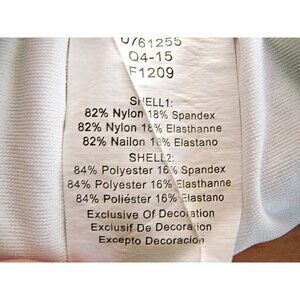 0761255
Q4-15
F1209
SHELL1:
82% Nylon 18% Spandex
82% Nylon 18% Elasthanne
82% Nailon 18% Elastano
SHELL2:
84% Polyester 16% Spandex
84% Polyester 16% Elasthanne
84% Poliéster 16% Elastano
Exclusive Of Decoration
Exclusif De Decoration
Excepto Decoración